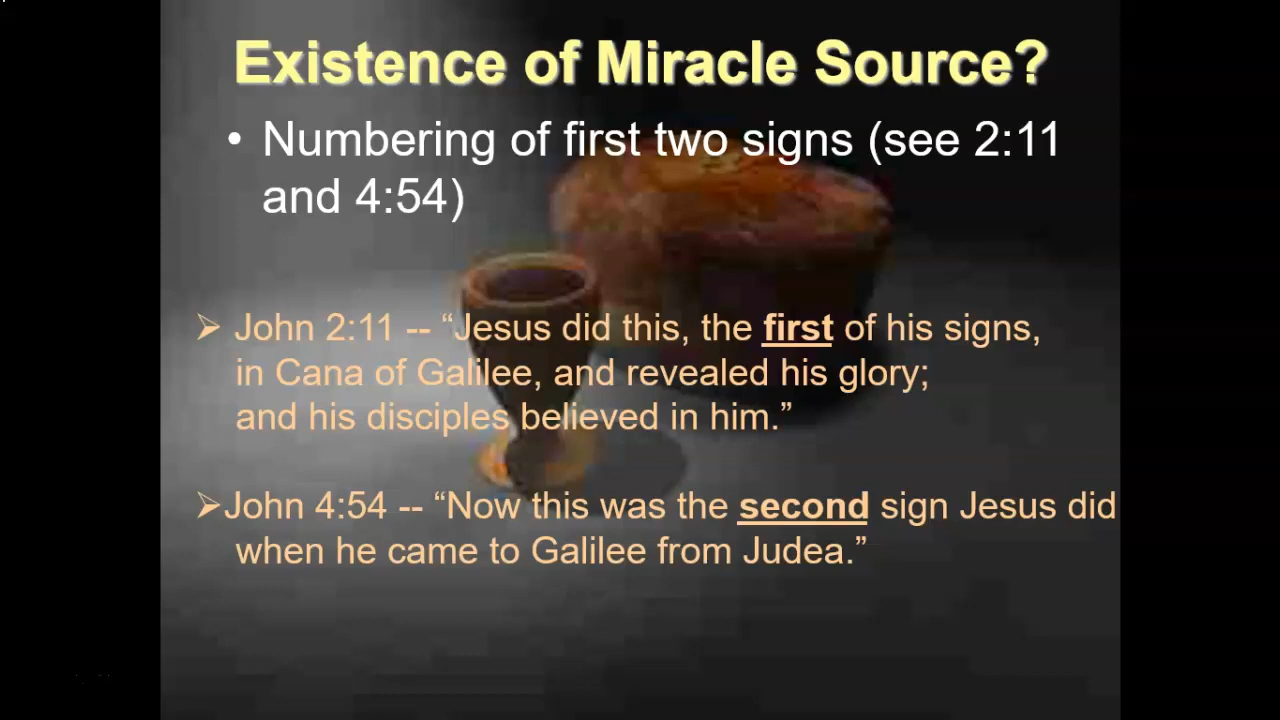 Existence of Miracle Source?
• Numbering of first two signs (see 2:11
and 4:54)
➢ John 2:11 -- “Jesus did this, the first of his signs,
in Cana of Galilee, and revealed his glory;
and his disciples believed in him.”
➢John 4:54 -- “Now this was the second sign Jesus did
when he came to Galilee from Judea.”